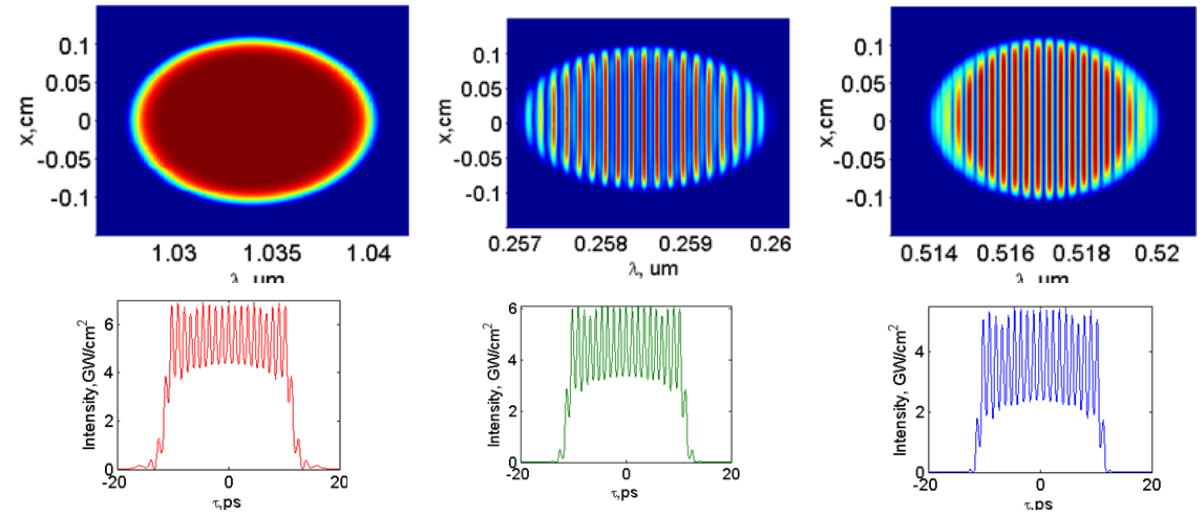 0.1
0.05
0
-0.05
-0.1
x,cm
1.03 1.035 1.04
λ, um
0.1
0.05
0
-0.05
-0.1
x,cm
0.257 0.258 0.259 0.26
λ, um
0.1
0.05
0
-0.05
-0.1
x,cm
0.514 0.516 0.518 0.52
λ, um
6
4
2
0
Intensity,GW/cm²
-20 0 20
τ,ps
6
4
2
0
Intensity, GW/cm²
-20 0 20
τ,ps
4
2
0
Intensity, GW/cm²
-20 0 20
τ,ps